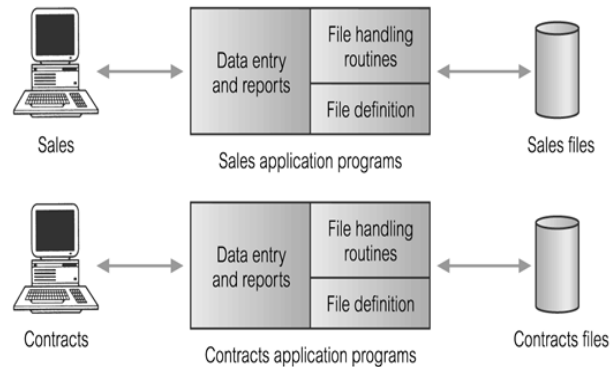 Data entry
and reports
File handling
routines
File definition
Sales
Sales application programs
Sales files
Data entry
and reports
File handling
routines
File definition
Contracts
Contracts application programs
Contracts files